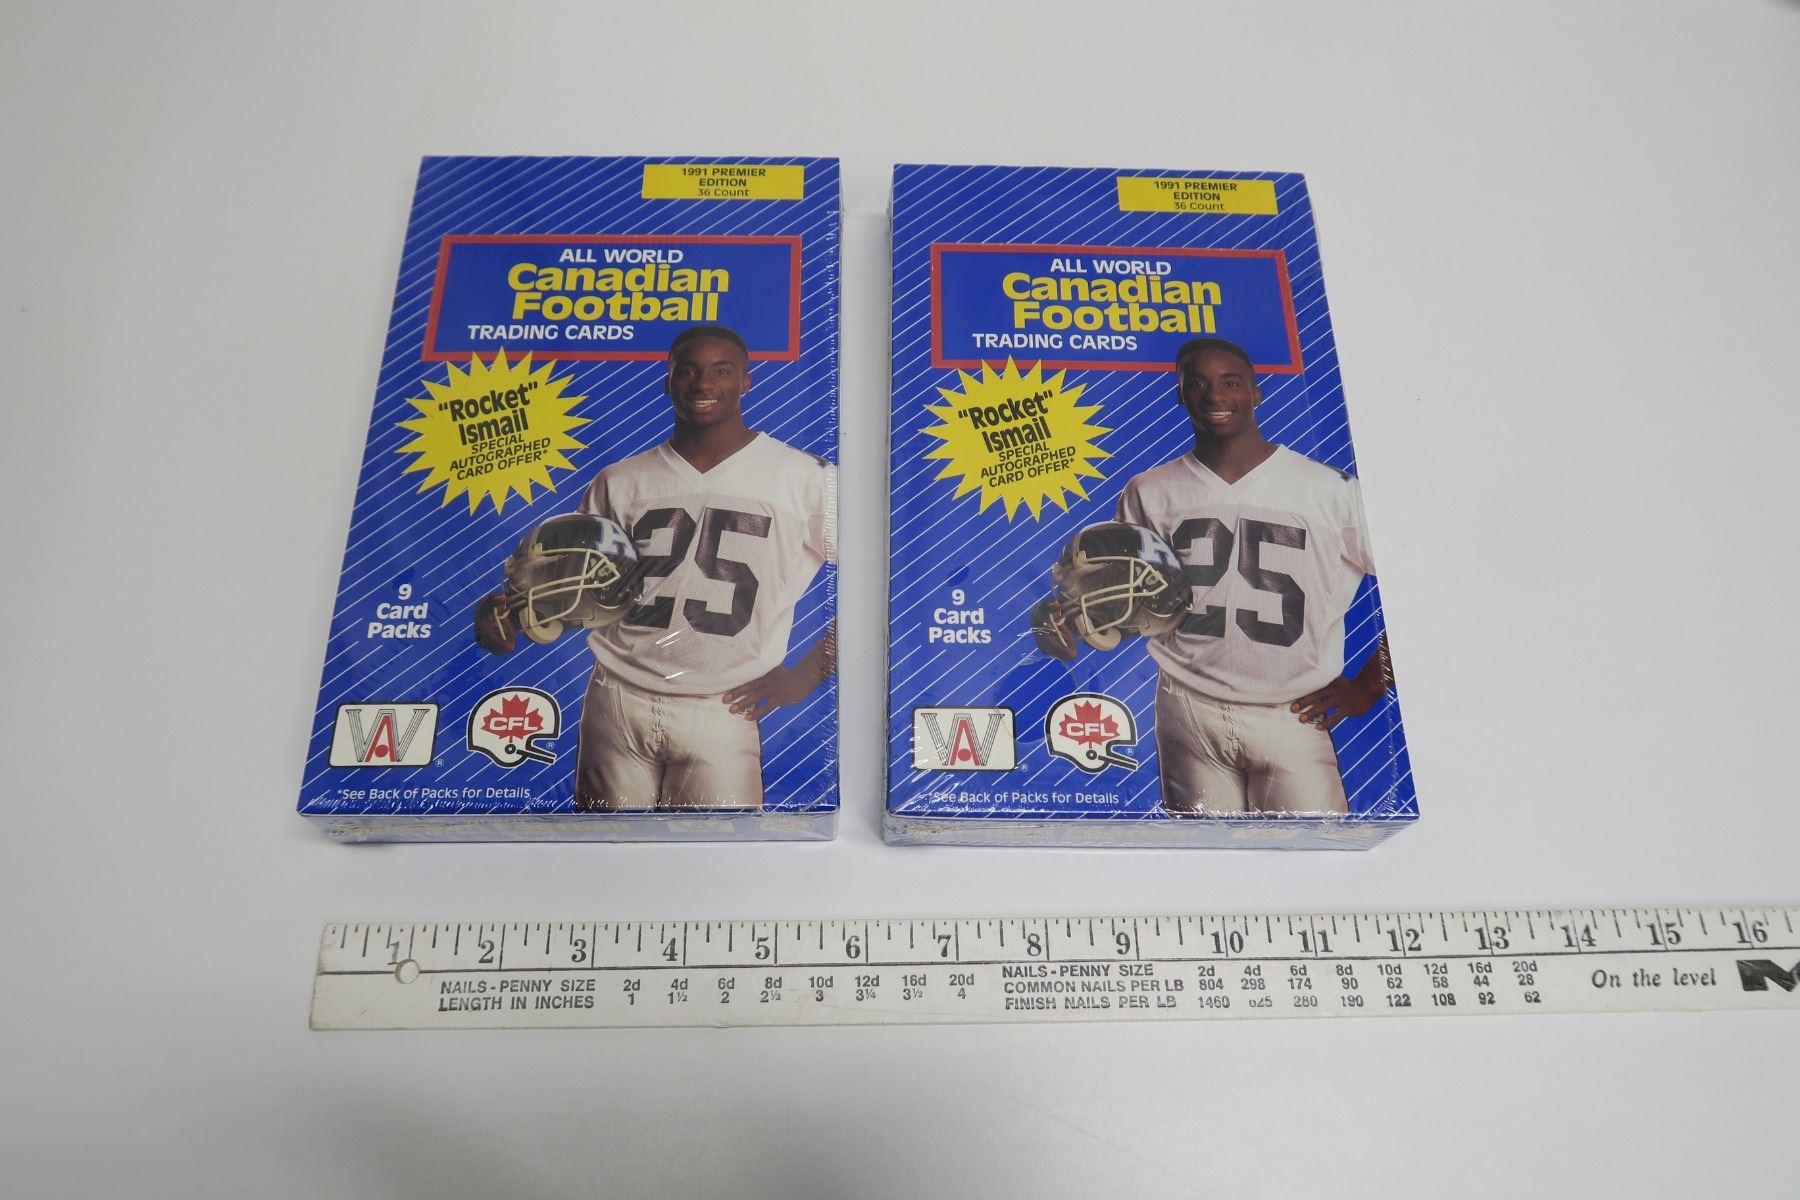 1991 PREMIER
EDITION
36 Count
ALL WORLD
Canadian
Football
TRADING CARDS
"Rocket"
Ismail
SPECIAL
AUTOGRAPHED
CARD OFFER*
25
9
Card
Packs
WA
®
CFL
®
*See Back of Packs for Details
Football
1991 PREMIER
EDITION
36 Count
ALL WORLD
Canadian
Football
TRADING CARDS
"Rocket"
Ismail
SPECIAL
AUTOGRAPHED
CARD OFFER*
25
9
Card
Packs
WA
®
CFL
®
*See Back of Packs for Details
Football
1 2 3 4 5 6 7 8 9 10 11 12 13 14 15 16
NAILS - PENNY SIZE 2d 4d 6d 8d 10d 12d 16d 20d
LENGTH IN INCHES 1 1½ 2 2½ 3 3¼ 3½ 4
NAILS - PENNY SIZE 2d 4d 6d 8d 10d 12d 16d 20d
COMMON NAILS PER LB 804 298 174 90 62 58 44 28
FINISH NAILS PER LB 1460 625 280 190 122 108 92 62
On the level